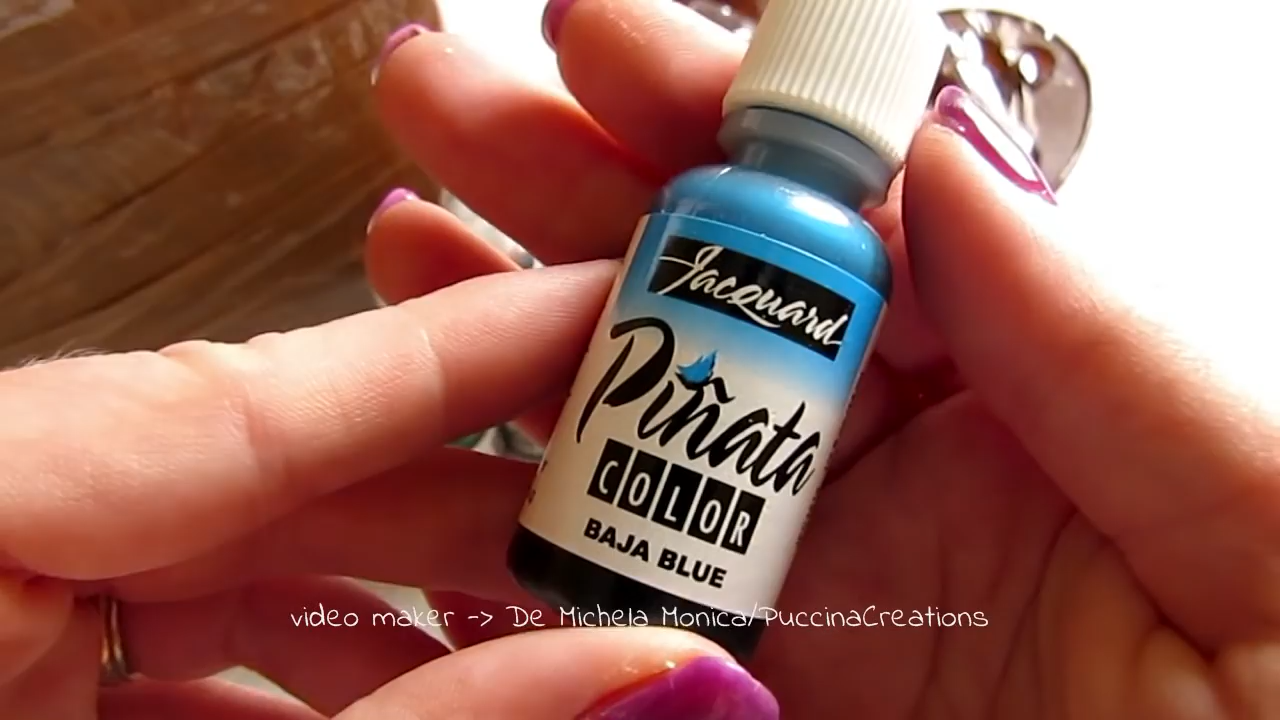 Jacquard
Piñata
COLOR
BAJA BLUE
video maker -> De Michela Monica/PuccinaCreations